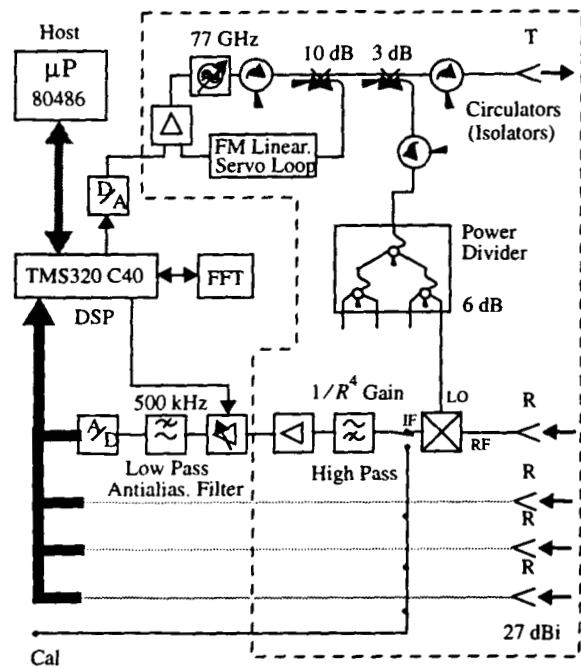 Host
μP
80486
77 GHz
10 dB
3 dB
T
Circulators
(Isolators)
FM Linear.
Servo Loop
D/A
Power
Divider
6 dB
TMS320 C40
FFT
DSP
1/R⁴ Gain
LO
500 kHz
IF
R
RF
A/D
Low Pass
Antialias. Filter
High Pass
R
R
R
27 dBi
Cal